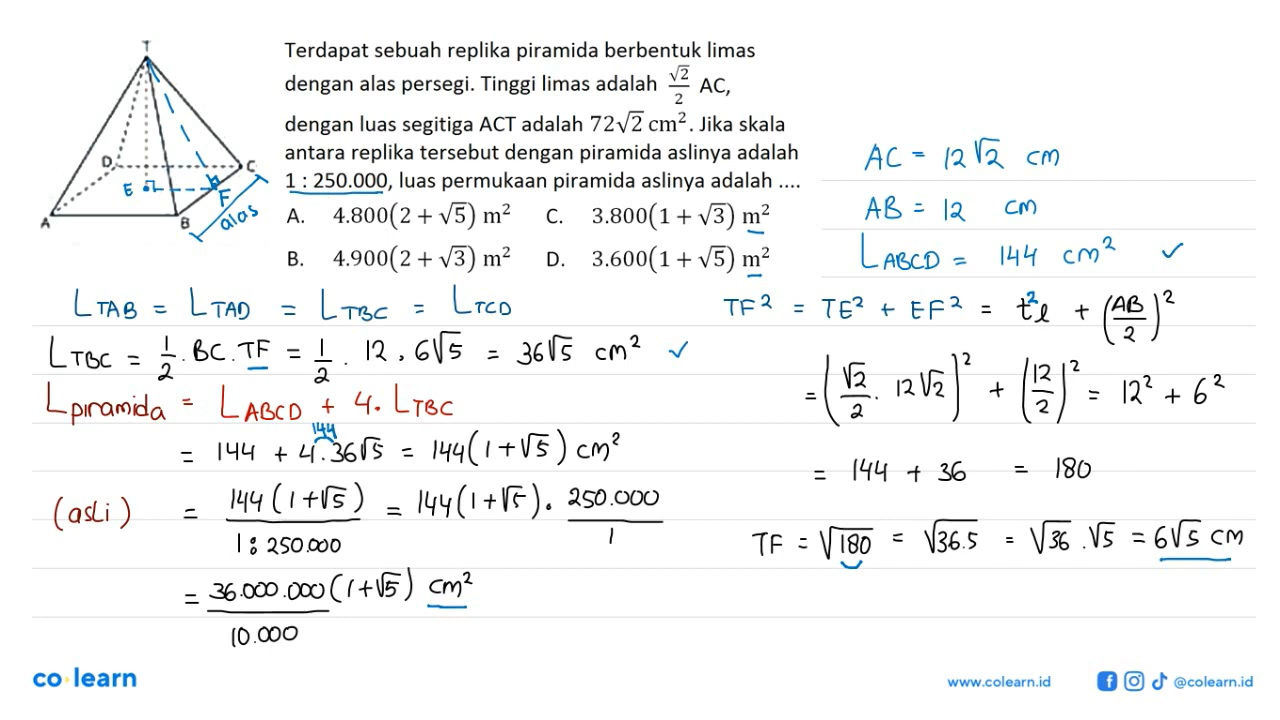 T
D
C
E
F
A
B
alas
Terdapat sebuah replika piramida berbentuk limas
dengan alas persegi. Tinggi limas adalah √2/2 AC,
dengan luas segitiga ACT adalah 72√2 cm². Jika skala
antara replika tersebut dengan piramida aslinya adalah
1 : 250.000, luas permukaan piramida aslinya adalah ....
A. 4.800(2 + √5) m² C. 3.800(1 + √3) m²
B. 4.900(2 + √3) m² D. 3.600(1 + √5) m²
AC = 12√2 cm
AB = 12 cm
L ABCD = 144 cm² ✓
L TAB = L TAD = L TBC = L TCD
L TBC = 1/2 . BC . TF = 1/2 . 12 . 6√5 = 36√5 cm² ✓
L piramida = L ABCD + 4 . L TBC
144
= 144 + 4.36√5 = 144(1+√5) cm²
(asli) = 144(1+√5) / 1:250.000 = 144(1+√5) . 250.000/1
= 36.000.000/10.000 (1+√5) cm²
TF² = TE² + EF² = t²l + (AB/2)²
= (√2/2 . 12√2)² + (12/2)² = 12² + 6²
= 144 + 36 = 180
TF = √180 = √36.5 = √36 . √5 = 6√5 cm
co·learn
www.colearn.id
@colearn.id